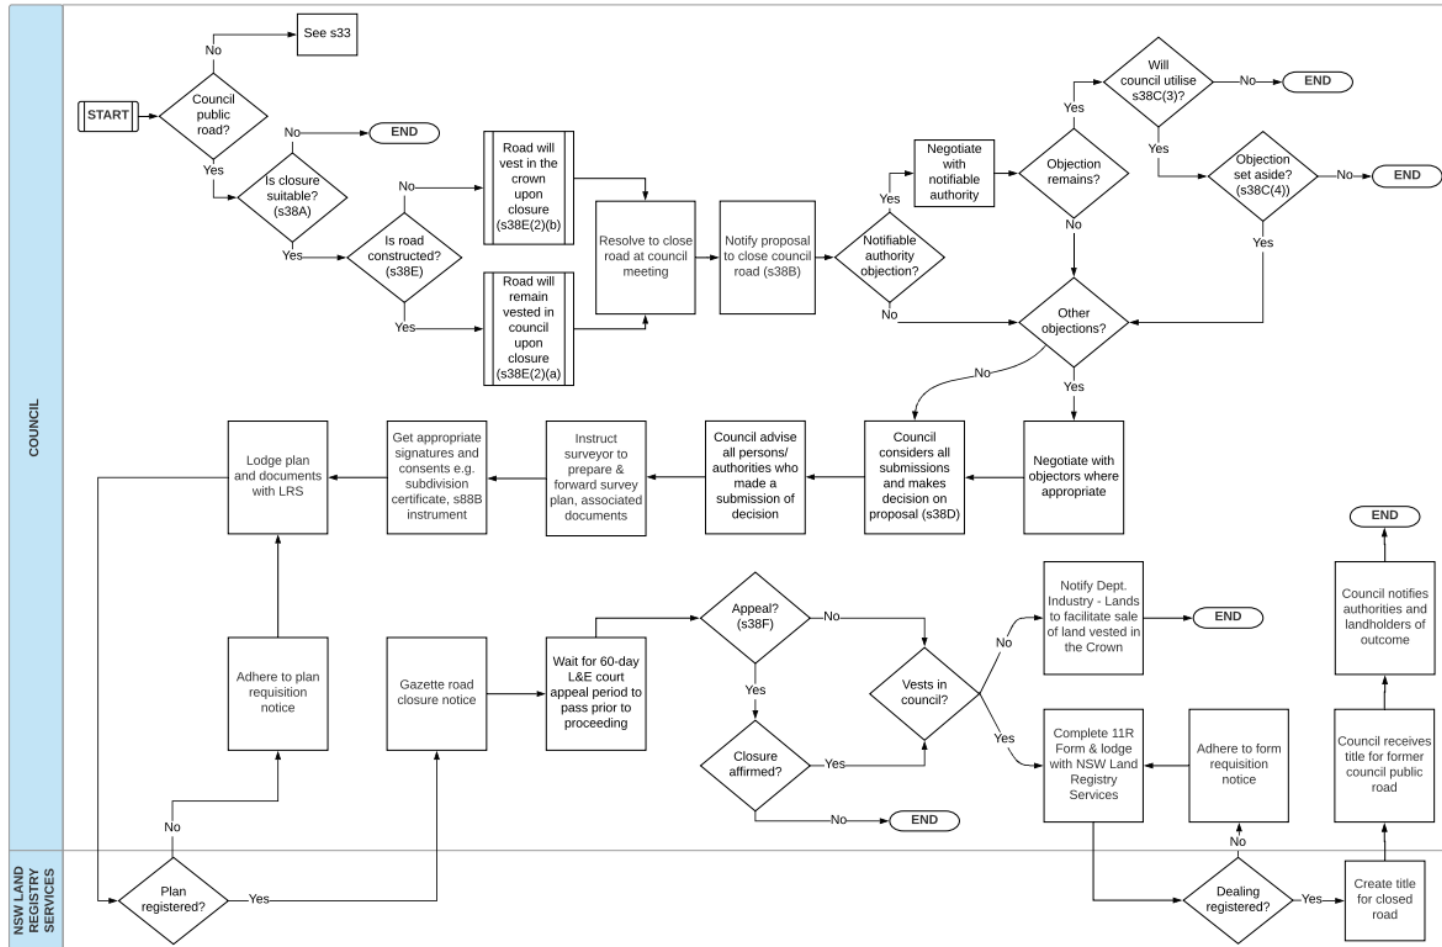 COUNCIL
START
Council
public
road?
No
See s33
Yes
Is closure
suitable?
(s38A)
No
END
Yes
Is road
constructed?
(s38E)
No
Road will
vest in the
crown
upon
closure
(s38E(2)(b)
Yes
Road will
remain
vested in
council
upon
closure
(s38E(2)(a)
Resolve to close
road at council
meeting
Notify proposal
to close council
road (s38B)
Notifiable
authority
objection?
Yes
Negotiate
with
notifiable
authority
Objection
remains?
Yes
Will
council utilise
s38C(3)?
No
END
Yes
Objection
set aside?
(s38C(4))
No
END
Yes
No
No
Other
objections?
No
Yes
Negotiate with
objectors where
appropriate
Council
considers all
submissions
and makes
decision on
proposal (s38D)
Council advise
all persons/
authorities who
made a
submission of
decision
Instruct
surveyor to
prepare &
forward survey
plan, associated
documents
Get appropriate
signatures and
consents e.g.
subdivision
certificate, s88B
instrument
Lodge plan
and documents
with LRS
Adhere to plan
requisition
notice
No
Gazette road
closure notice
Wait for 60-day
L&E court
appeal period to
pass prior to
proceeding
Appeal?
(s38F)
No
Yes
Closure
affirmed?
Yes
No
END
Vests in
council?
No
Notify Dept.
Industry - Lands
to facilitate sale
of land vested in
the Crown
END
Yes
Complete 11R
Form & lodge
with NSW Land
Registry
Services
Adhere to form
requisition
notice
No
END
Council notifies
authorities and
landholders of
outcome
Council receives
title for former
council public
road
NSW LAND
REGISTRY
SERVICES
Plan
registered?
Yes
Dealing
registered?
Yes
Create title
for closed
road